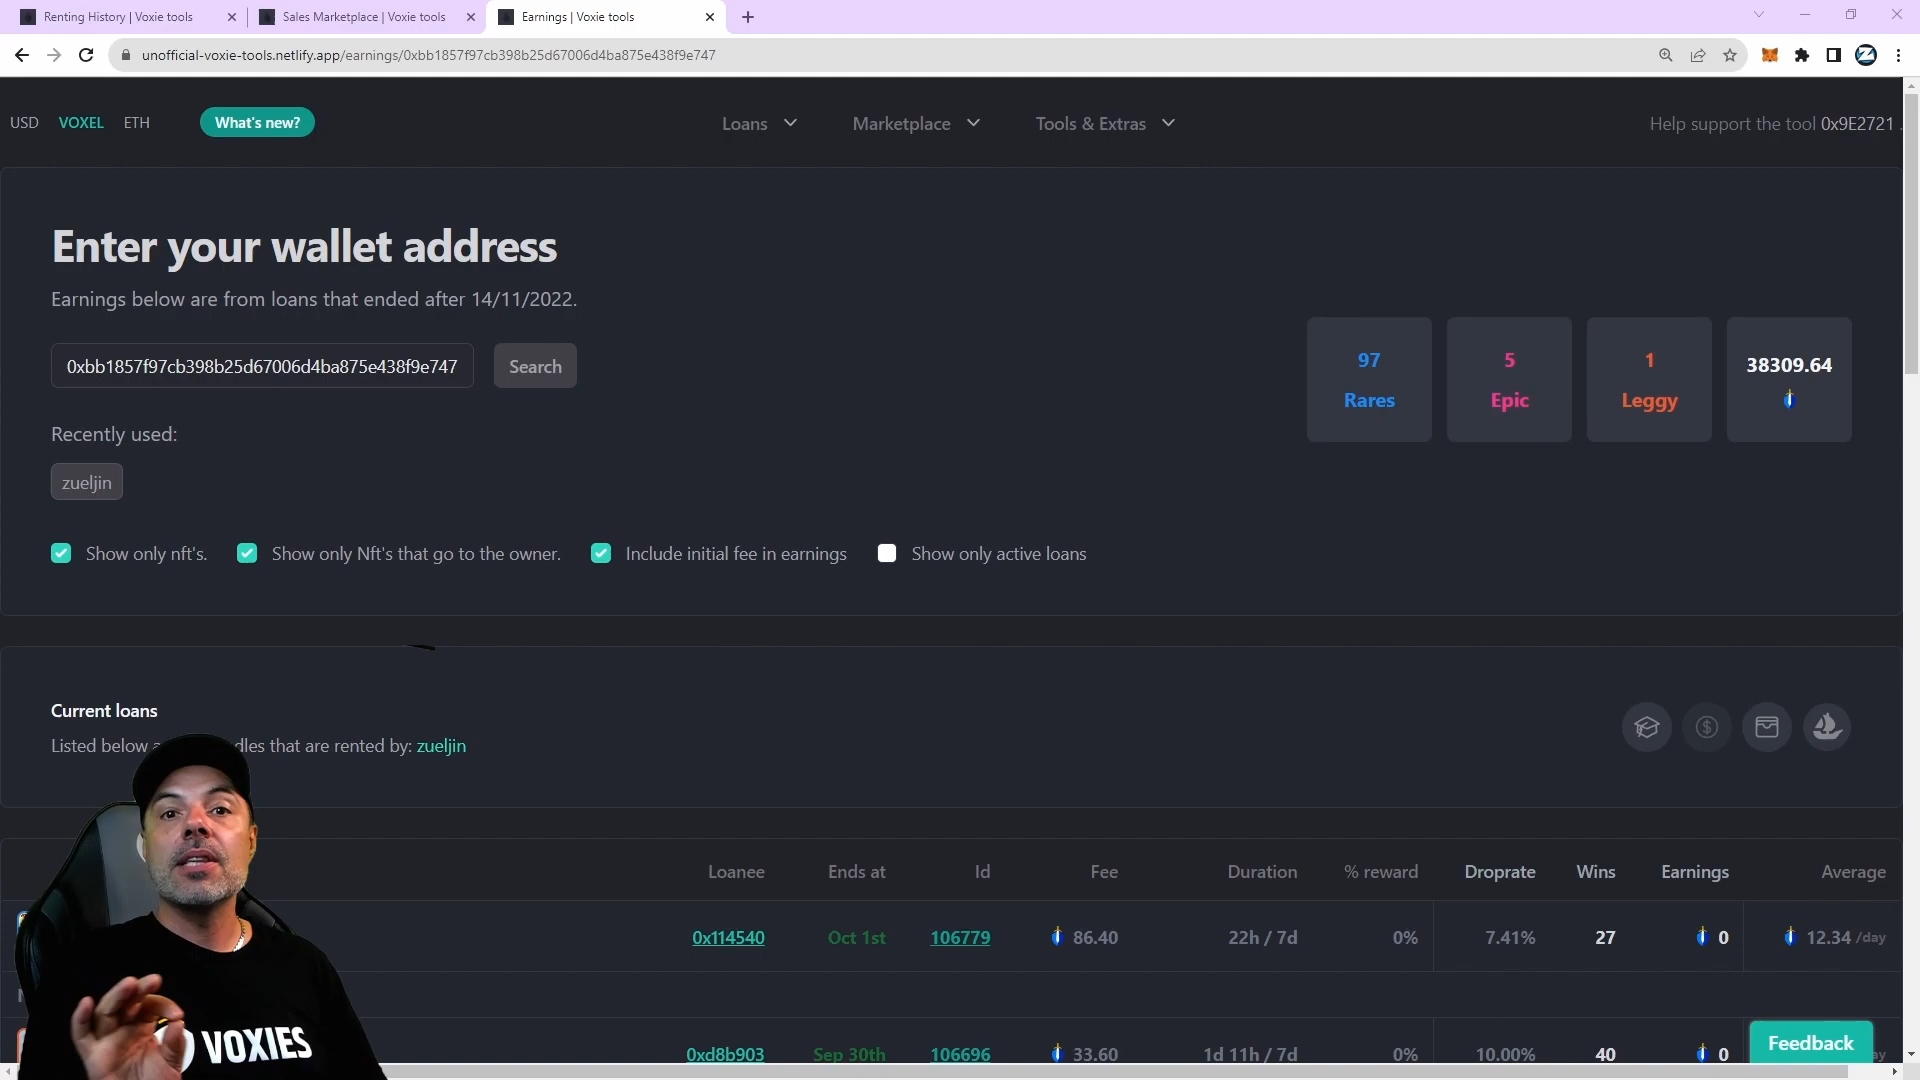 Renting History | Voxie tools
Sales Marketplace | Voxie tools
Earnings | Voxie tools
unofficial-voxie-tools.netlify.app/earnings/0xbb1857f97cb398b25d67006d4ba875e438f9e747
USD VOXEL ETH What's new? Loans Marketplace Tools & Extras Help support the tool 0x9E2721 .
Enter your wallet address
Earnings below are from loans that ended after 14/11/2022.
0xbb1857f97cb398b25d67006d4ba875e438f9e747 Search
97 5 1 38309.64
Rares Epic Leggy
Recently used:
zueljin
Show only nft's. Show only Nft's that go to the owner. Include initial fee in earnings Show only active loans
Current loans
Listed below that are rented by: zueljin
Loanee Ends at Id Fee Duration % reward Droprate Wins Earnings Average
0x114540 Oct 1st 106779 86.40 22h / 7d 0% 7.41% 27 0 12.34 /day
0xd8b903 Sep 30th 106696 33.60 1d 11h / 7d 0% 10.00% 40 0
Feedback
VOXIES